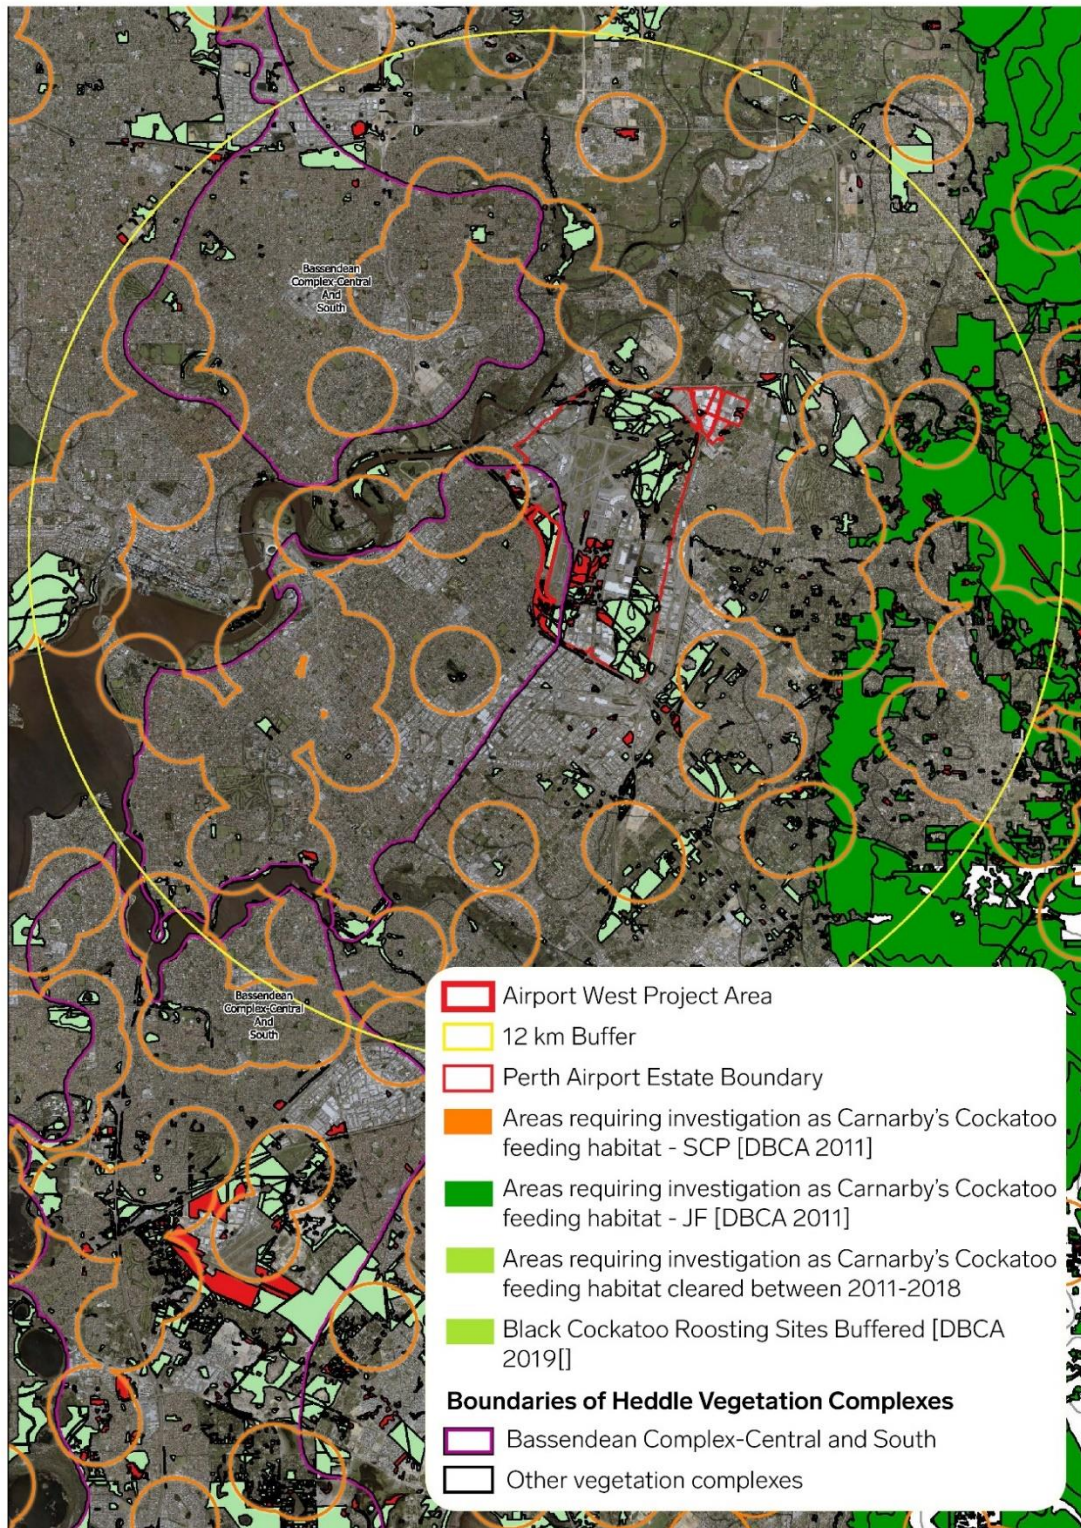 Bassendean
Complex-Central
And
South
Bassendean
Complex-Central
And
South
Airport West Project Area
12 km Buffer
Perth Airport Estate Boundary
Areas requiring investigation as Carnarby's Cockatoo
feeding habitat - SCP [DBCA 2011]
Areas requiring investigation as Carnarby's Cockatoo
feeding habitat - JF [DBCA 2011]
Areas requiring investigation as Carnarby's Cockatoo
feeding habitat cleared between 2011-2018
Black Cockatoo Roosting Sites Buffered [DBCA
2019[]
Boundaries of Heddle Vegetation Complexes
Bassendean Complex-Central and South
Other vegetation complexes